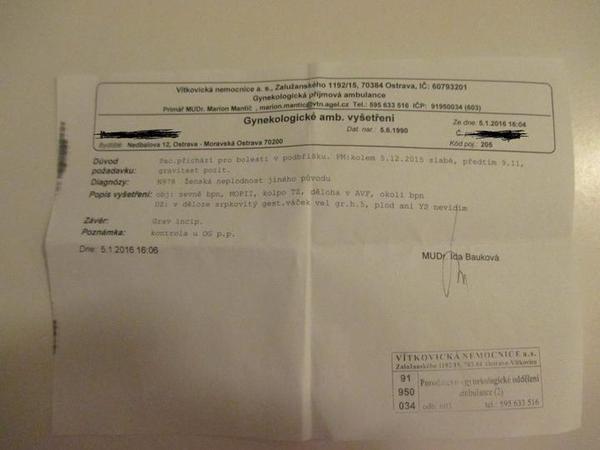 Vítkovická nemocnice a. s., Zalužanského 1192/15, 70384 Ostrava, IČ: 60793201
Gynekologická příjmová ambulance
Primář MUDr. Marion Mantič , marion.mantic@vtn.agel.cz Tel.: 595 633 516 IČP: 91950034 (603)
Gynekologické amb. vyšetření
Ze dne: 5.1.2016 16:04
Dat. nar.: 5.6.1990
Č.
Bydliště: Nedbalova 12, Ostrava - Moravská Ostrava 70200
Kód poj.: 205
Důvod požadavku: Pac.přichází pro bolesti v podbřišku. PM:kolem 5.12.2015 slabě, předtím 9.11,
gravitest pozit.
Diagnózy: N978 Ženská neplodnost jiného původu
Popis vyšetření: obj: zevně bpn, MOPIT, kolpo TZ, děloha v AVF, okolí bpn
UZ: v děloze srpkovitý gest.váček vel gr.h.5, plod ani YS nevidím
Závěr: Grav incip.
Poznámka: kontrola u OG p.p.
Dne: 5.1.2016 16:06
MUDr. Ida Bauková
VÍTKOVICKÁ NEMOCNICE a.s.
Zalužanského 1192/15, 703 84 Ostrava-Vítkovice
91
950
034
gynekologické oddělení
ambulance (2)
odb. 603
tel.: 595 633 516